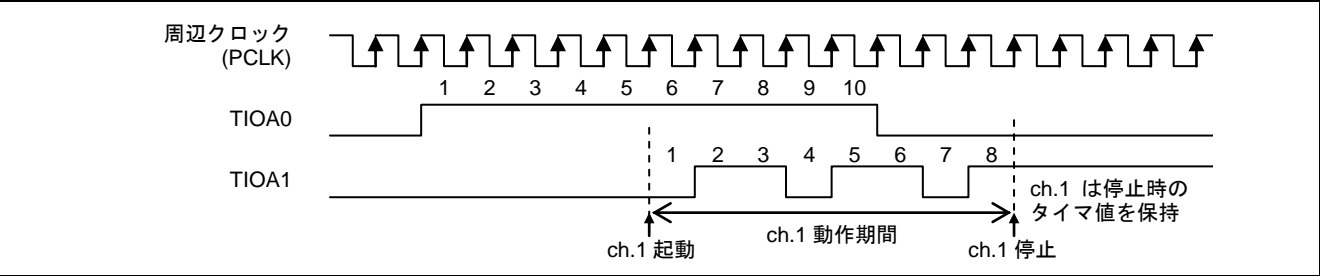 周辺クロック
(PCLK)
1 2 3 4 5 6 7 8 9 10
TIOA0
1 2 3 4 5 6 7 8
TIOA1
ch.1 は停止時の
タイマ値を保持
ch.1 動作期間
ch.1 起動
ch.1 停止